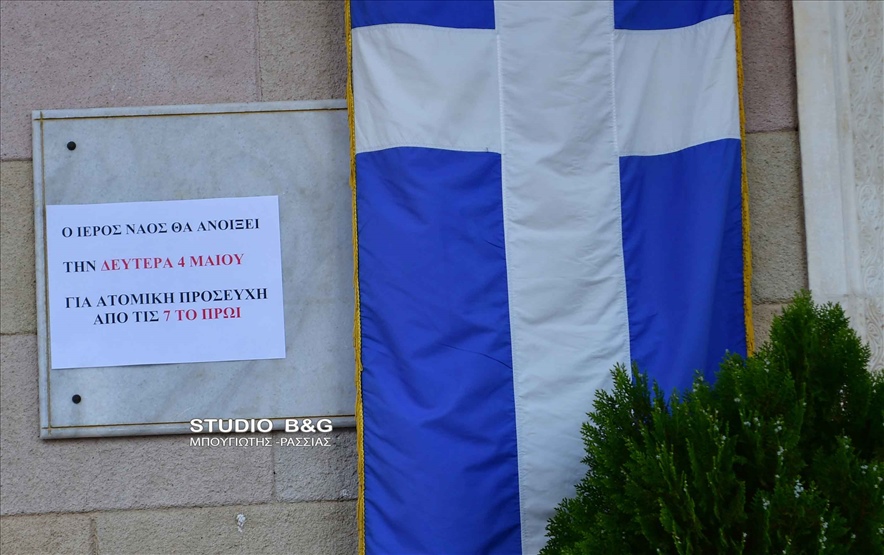 Ο ΙΕΡΟΣ ΝΑΟΣ ΘΑ ΑΝΟΙΞΕΙ
ΤΗΝ ΔΕΥΤΕΡΑ 4 ΜΑΙΟΥ
ΓΙΑ ΑΤΟΜΙΚΗ ΠΡΟΣΕΥΧΗ
ΑΠΟ ΤΙΣ 7 ΤΟ ΠΡΩΙ
STUDIO B&G
ΜΠΟΥΓΙΩΤΗΣ -ΡΑΣΣΙΑΣ